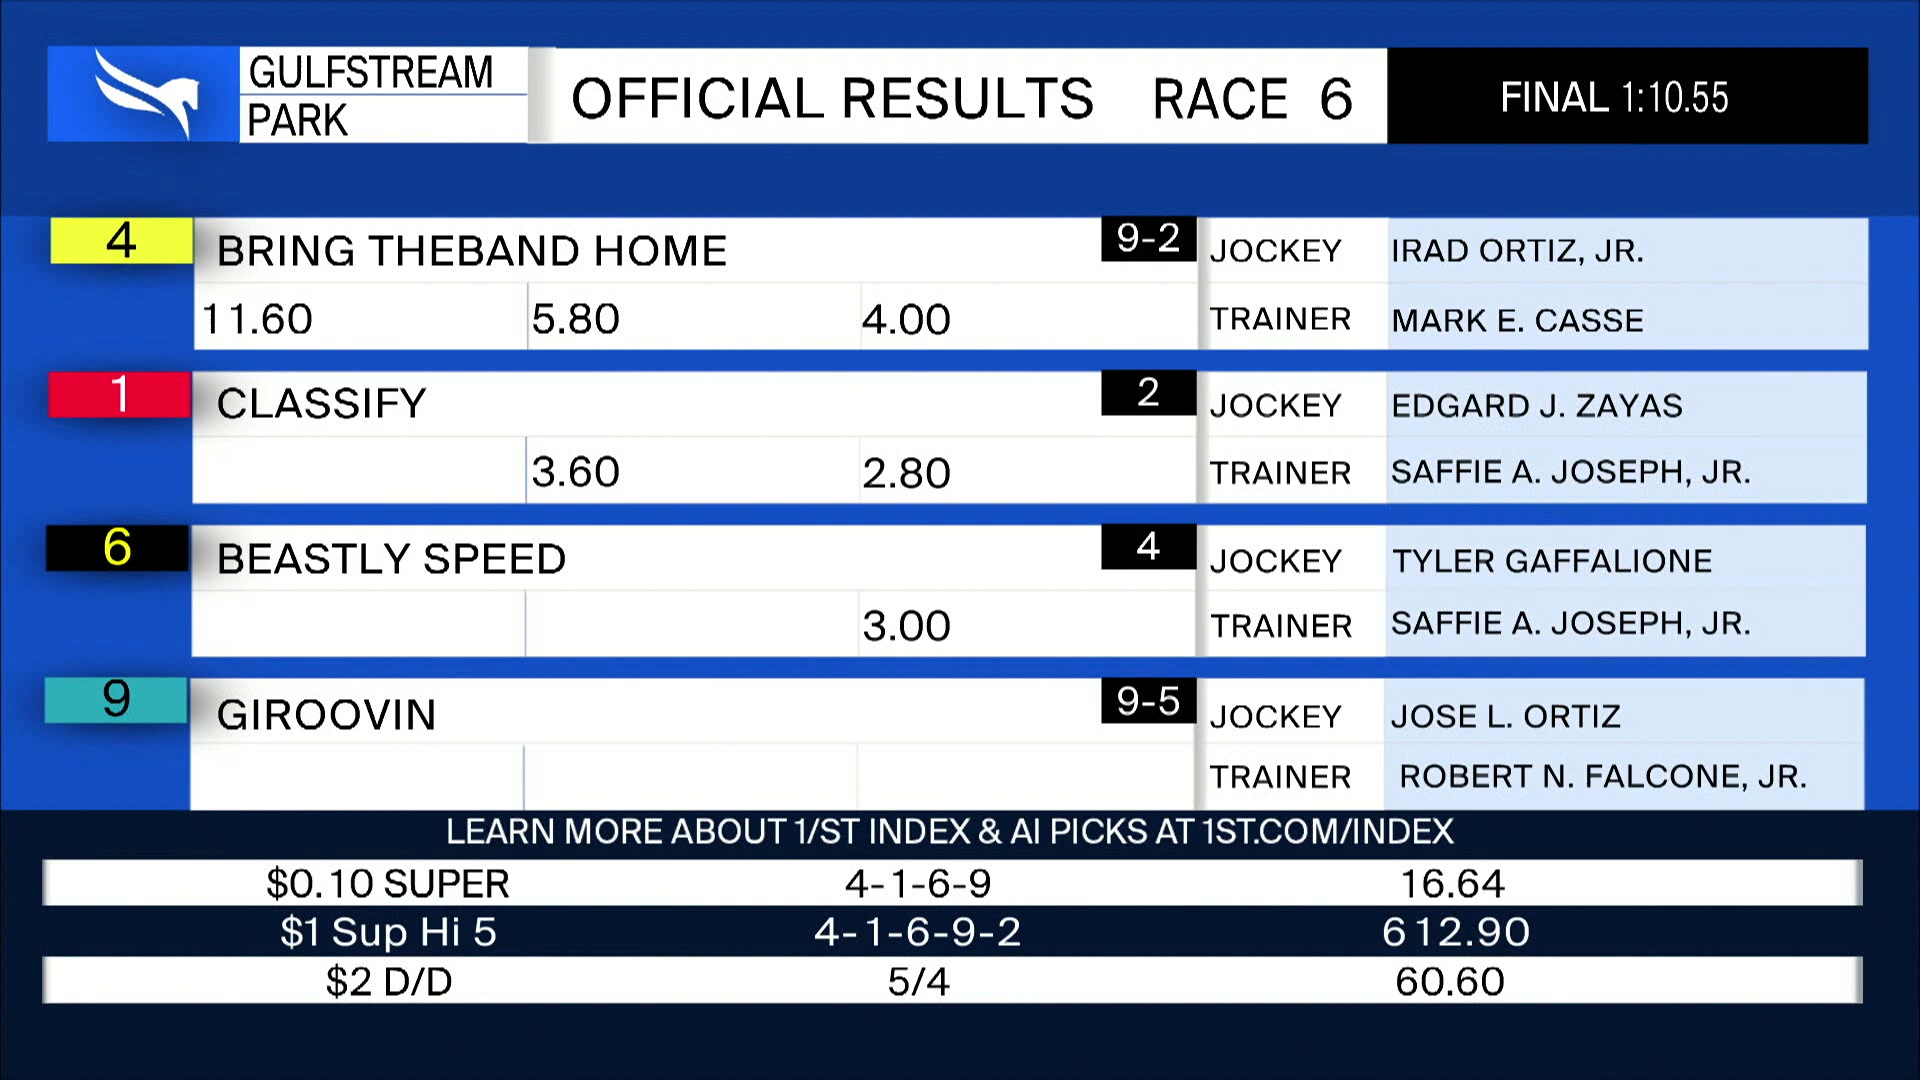 GULFSTREAM
PARK
OFFICIAL RESULTS RACE 6
FINAL 1:10.55
4
BRING THEBAND HOME
9-2
JOCKEY
IRAD ORTIZ, JR.
11.60 5.80 4.00
TRAINER
MARK E. CASSE
1
CLASSIFY
2
JOCKEY
EDGARD J. ZAYAS
3.60 2.80
TRAINER
SAFFIE A. JOSEPH, JR.
6
BEASTLY SPEED
4
JOCKEY
TYLER GAFFALIONE
3.00
TRAINER
SAFFIE A. JOSEPH, JR.
9
GIROOVIN
9-5
JOCKEY
JOSE L. ORTIZ
TRAINER
ROBERT N. FALCONE, JR.
LEARN MORE ABOUT 1/ST INDEX & AI PICKS AT 1ST.COM/INDEX
$0.10 SUPER 4-1-6-9 16.64
$1 Sup Hi 5 4-1-6-9-2 612.90
$2 D/D 5/4 60.60